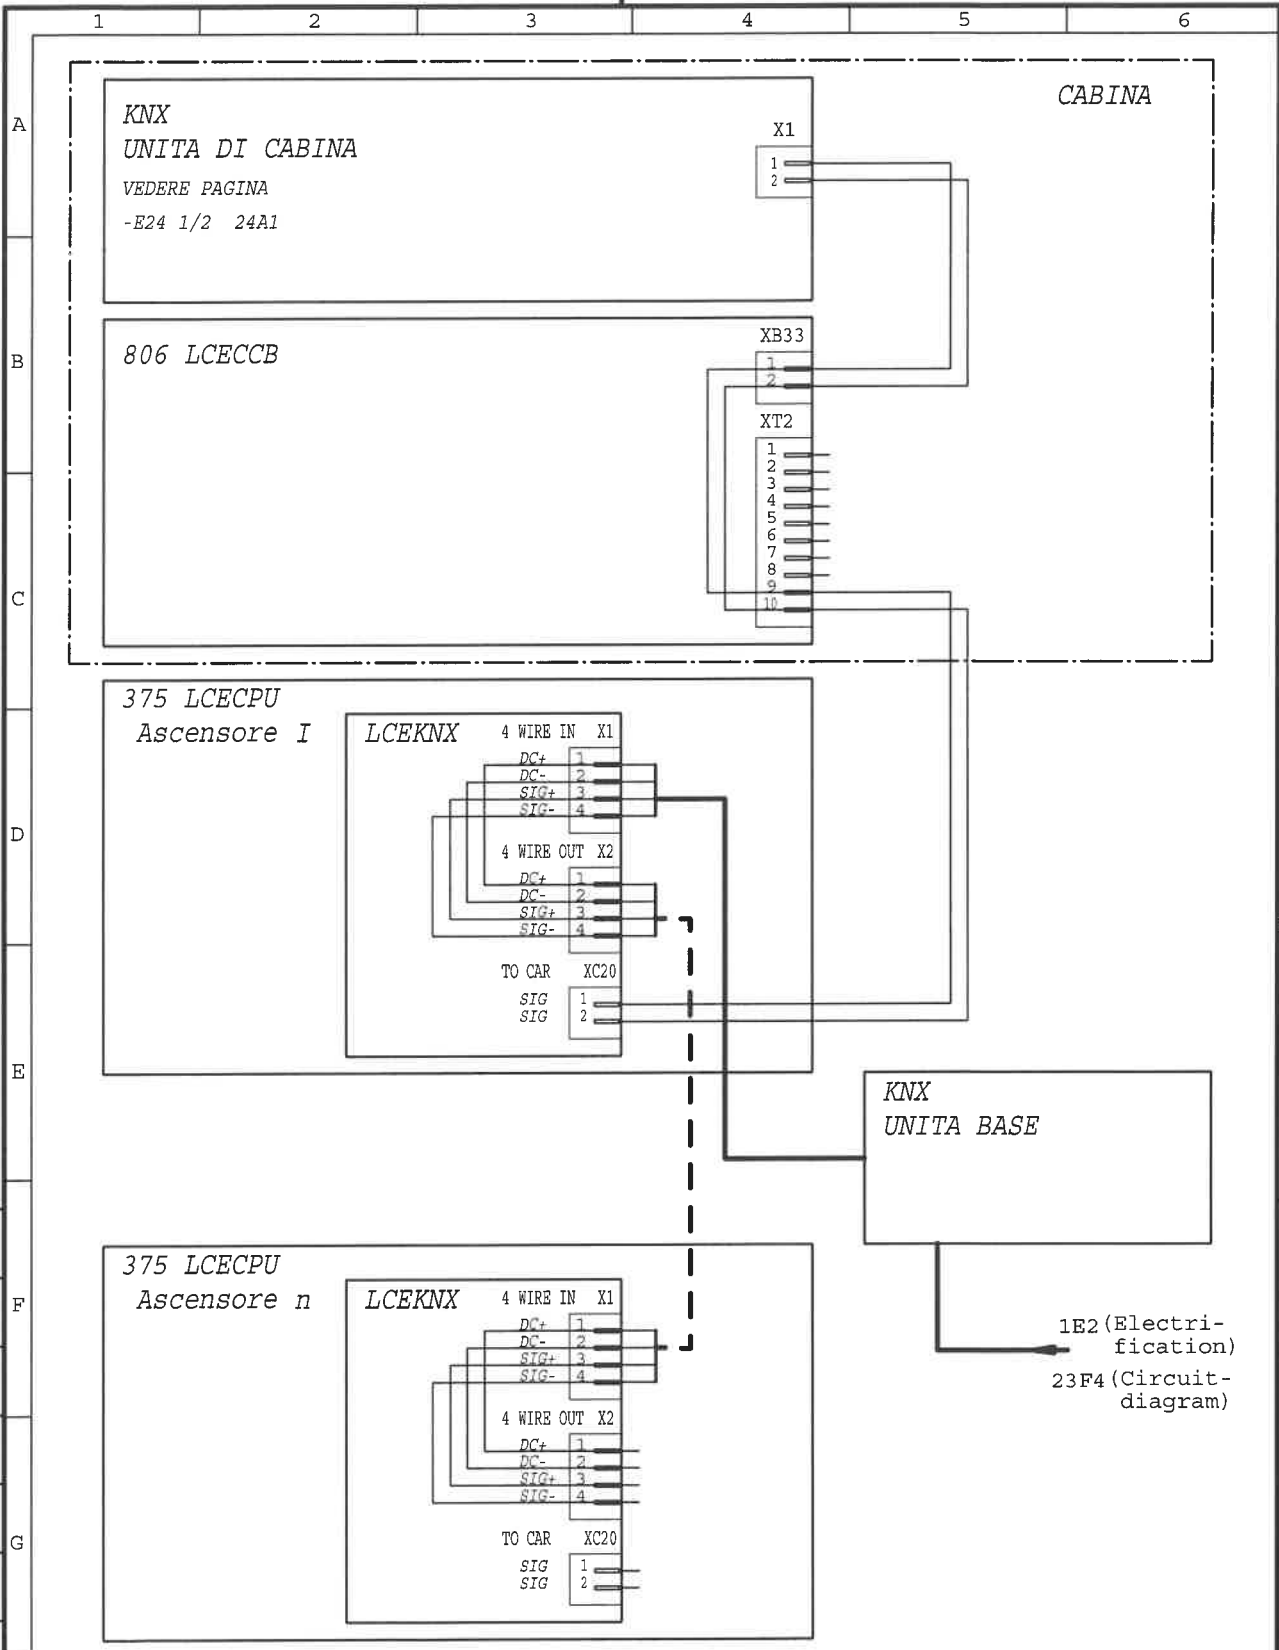 1 2 3 4 5 6
A
B
C
D
E
F
G
CABINA
KNX
UNITA DI CABINA
VEDERE PAGINA
-E24 1/2 24A1
X1
1
2
806 LCECCB
XB33
1
2
XT2
1
2
3
4
5
6
7
8
9
10
375 LCECPU
Ascensore I
LCEKNX
4 WIRE IN X1
DC+ 1
DC- 2
SIG+ 3
SIG- 4
4 WIRE OUT X2
DC+ 1
DC- 2
SIG+ 3
SIG- 4
TO CAR XC20
SIG 1
SIG 2
KNX
UNITA BASE
375 LCECPU
Ascensore n
LCEKNX
4 WIRE IN X1
DC+ 1
DC- 2
SIG+ 3
SIG- 4
4 WIRE OUT X2
DC+ 1
DC- 2
SIG+ 3
SIG- 4
TO CAR XC20
SIG 1
SIG 2
1E2(Electri-
fication)
23F4(Circuit-
diagram)